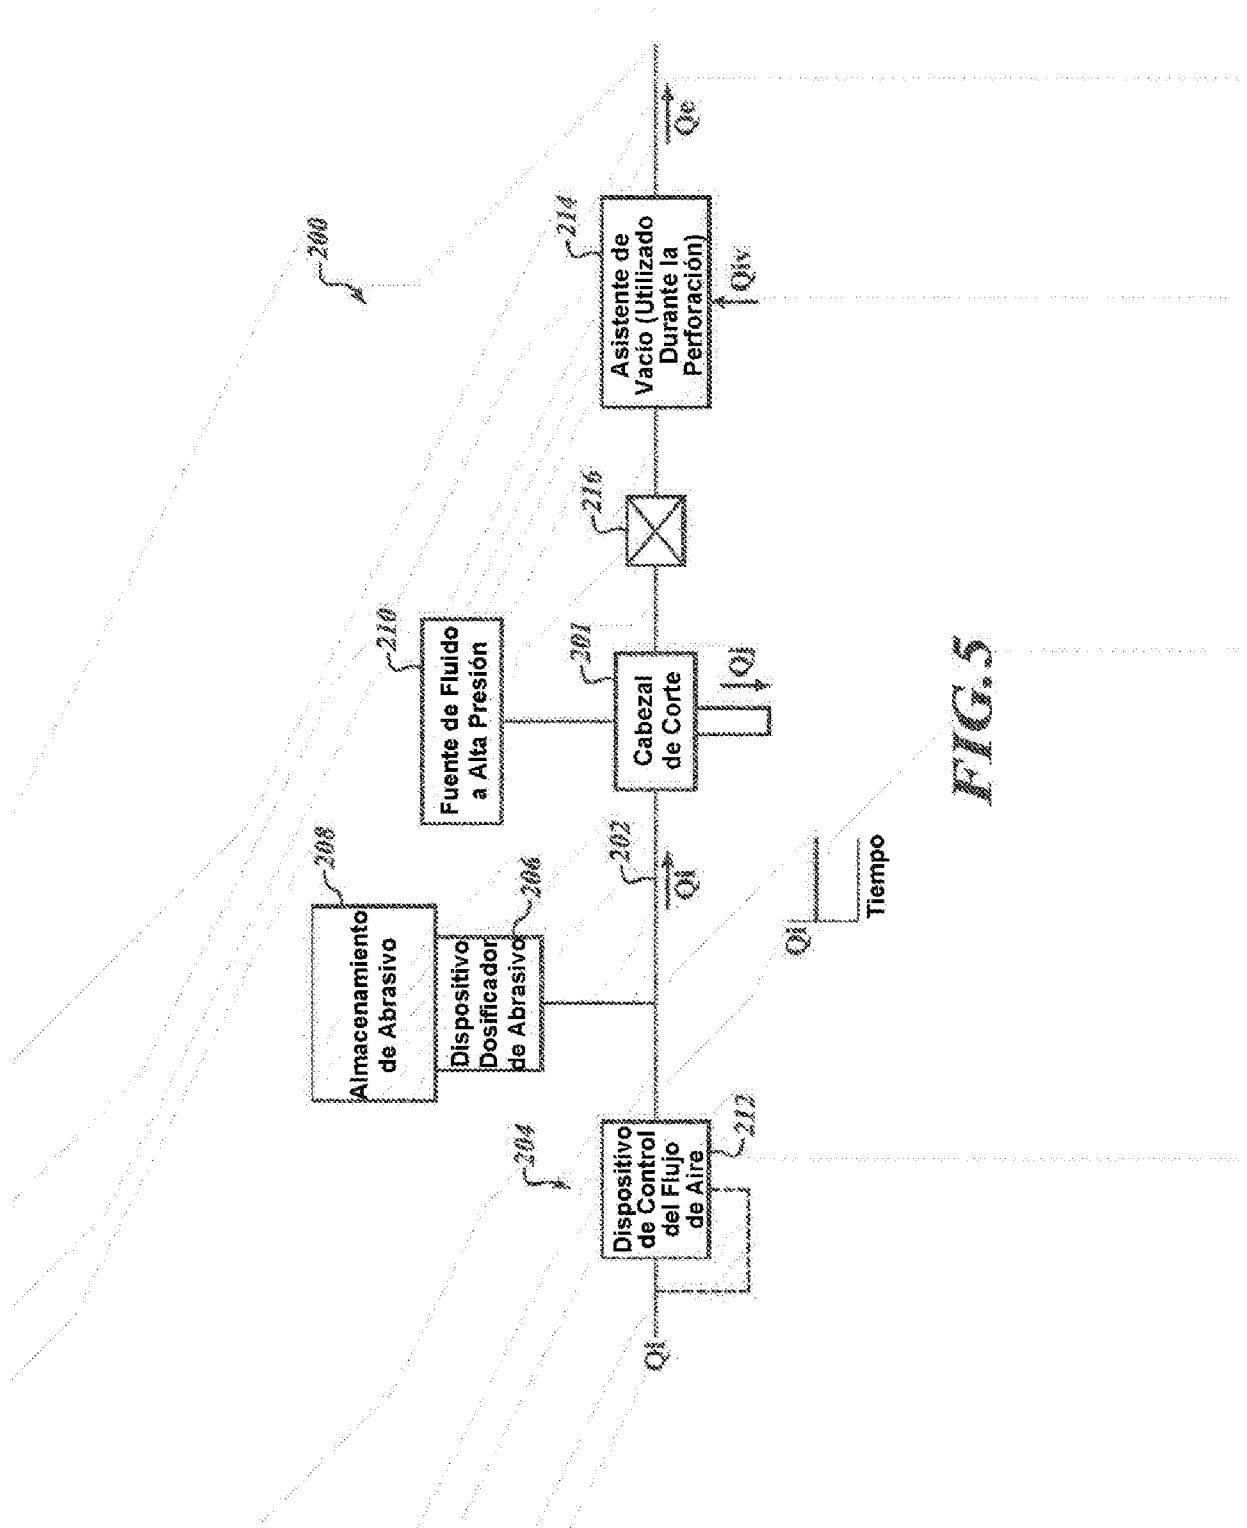 200
208
Almacenamiento
de Abrasivo
210
Fuente de Fluido
a Alta Presión
Dispositivo
Dosificador
de Abrasivo
206
204
Qi
Dispositivo
de Control
del Flujo
de Aire
212
202
Qi
201
Cabezal
de Corte
Qj
216
214
Asistente de
Vacío (Utilizado
Durante la
Perforación)
Qiv
Qe
Qi
Tiempo
FIG.5